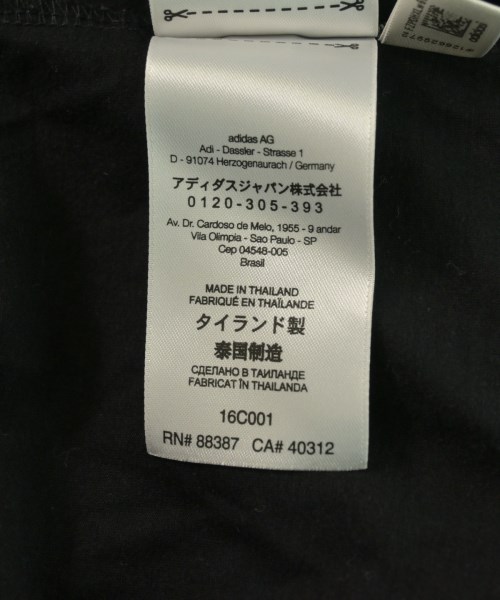 adidas AG
Adi - Dassler - Strasse 1
D - 91074 Herzogenaurach / Germany
アディダスジャパン株式会社
0120-305-393
Av. Dr. Cardoso de Melo, 1955 - 9 andar
Vila Olimpia - Sao Paulo - SP
Cep 04548-005
Brasil
MADE IN THAILAND
FABRIQUÉ EN THAÏLANDE
タイランド製
泰国制造
СДЕЛАНО В ТАИЛАНДЕ
FABRICAT ÎN THAILANDA
16C001
RN# 88387 CA# 40312
adidas